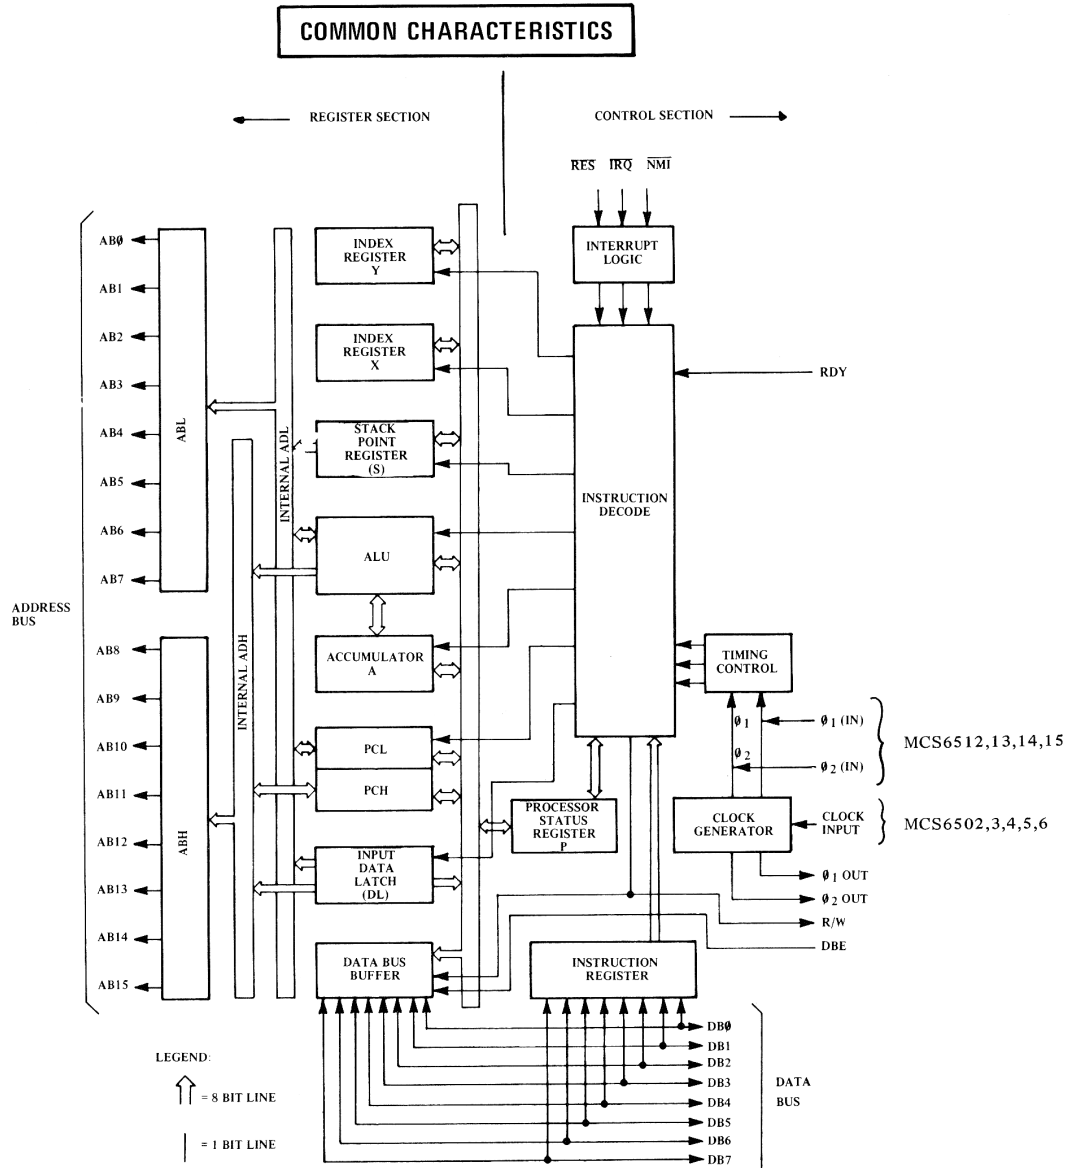 COMMON CHARACTERISTICS
REGISTER SECTION
CONTROL SECTION
RES IRQ NMI
INTERRUPT
LOGIC
INDEX
REGISTER
Y
INDEX
REGISTER
X
STACK
POINT
REGISTER
(S)
ALU
ACCUMULATOR
A
PCL
PCH
INPUT
DATA
LATCH
(DL)
DATA BUS
BUFFER
INSTRUCTION
DECODE
RDY
TIMING
CONTROL
Ø1
Ø2
Ø1 (IN)
Ø2 (IN)
MCS6512,13,14,15
CLOCK
GENERATOR
CLOCK
INPUT
MCS6502,3,4,5,6
Ø1 OUT
Ø2 OUT
R/W
DBE
PROCESSOR
STATUS
REGISTER
P
INSTRUCTION
REGISTER
ADDRESS
BUS
ABØ
AB1
AB2
AB3
AB4
AB5
AB6
AB7
AB8
AB9
AB10
AB11
AB12
AB13
AB14
AB15
ABL
ABH
INTERNAL ADL
INTERNAL ADH
DBØ
DB1
DB2
DB3
DB4
DB5
DB6
DB7
DATA
BUS
LEGEND:
= 8 BIT LINE
= 1 BIT LINE